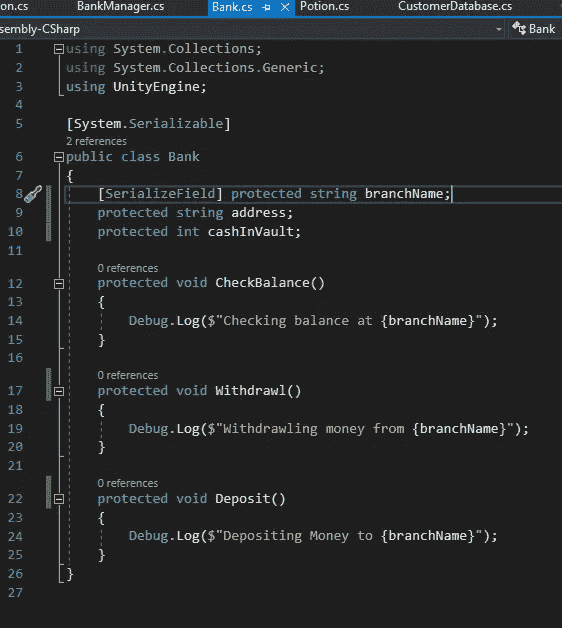 on.cs BankManager.cs Bank.cs Potion.cs CustomerDatabase.cs
ssembly-CSharp Bank
1 using System.Collections;
2 using System.Collections.Generic;
3 using UnityEngine;
4
5 [System.Serializable]
2 references
6 public class Bank
7 {
8 [SerializeField] protected string branchName;
9 protected string address;
10 protected int cashInVault;
11
0 references
12 protected void CheckBalance()
13 {
14 Debug.Log($"Checking balance at {branchName}");
15 }
16
0 references
17 protected void Withdrawl()
18 {
19 Debug.Log($"Withdrawling money from {branchName}");
20 }
21
0 references
22 protected void Deposit()
23 {
24 Debug.Log($"Depositing Money to {branchName}");
25 }
26 }
27